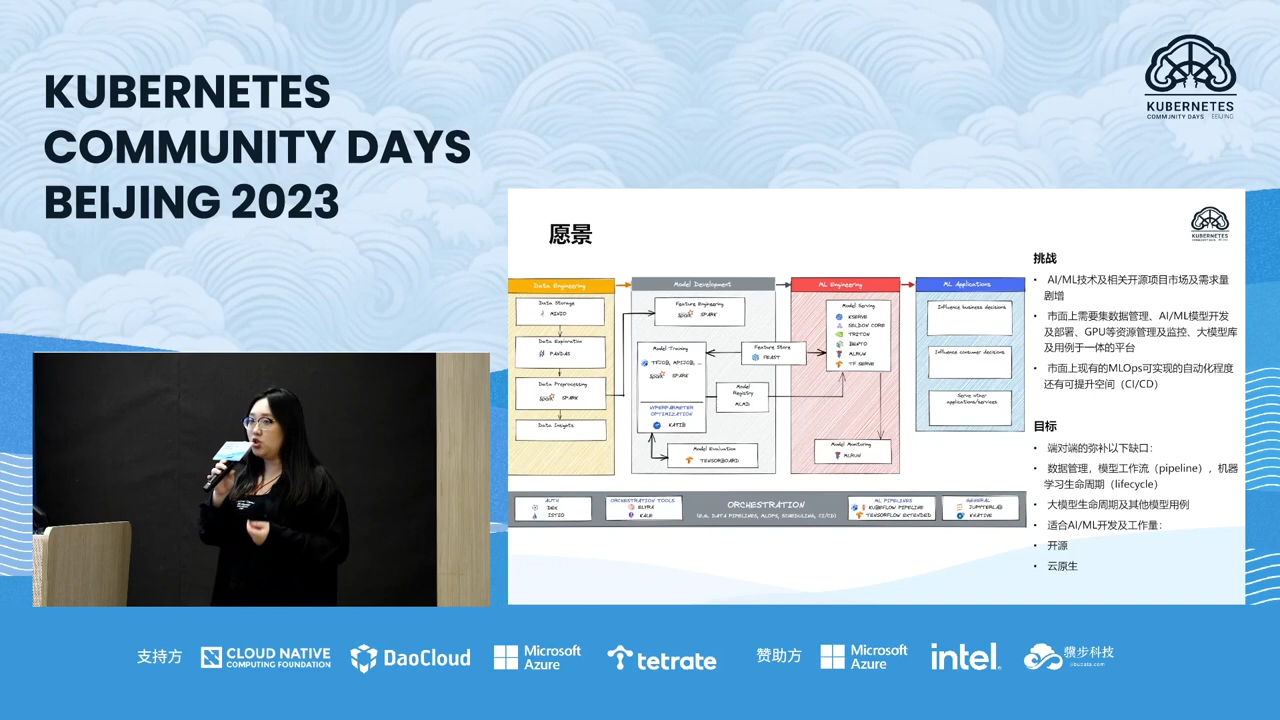 KUBERNETES
COMMUNITY DAYS
BEIJING 2023
KUBERNETES
COMMUNITY DAYS BEIJING
愿景
KUBERNETES
Data Engineering
Data Storage
MINIO
Data Exploration
PANDAS
Data Preprocessing
SPARK
Data Insights
Model Development
Feature Engineering
SPARK
Model Training
TFJOB, MPIJOB, ...
SPARK
HYPERPARAMETER
OPTIMIZATION
KATIB
Feature Store
FEAST
Model
Registry
MLMD
Model Evaluation
TENSORBOARD
ML Engineering
Model Serving
KSERVE
SELDON CORE
TRITON
BENTO
MLRUN
TF SERVE
Model Monitoring
MLRUN
ML Applications
Influence business decisions
Influence consumer decisions
Serve other
applications/services
AUTH
DEX
ISTIO
ORCHESTRATION TOOLS
ELYRA
KALE
ORCHESTRATION
(E.G. DATA PIPELINES, MLOPS, SCHEDULING, CI/CD)
ML PIPELINES
KUBEFLOW PIPELINE
TENSORFLOW EXTENDED
GENERAL
JUPYTERLAB
KNATIVE
挑战
• AI/ML技术及相关开源项目市场及需求量
剧增
• 市面上需要集数据管理、AI/ML模型开发
及部署、GPU等资源管理及监控、大模型库
及用例于一体的平台
• 市面上现有的MLOps可实现的自动化程度
还有可提升空间（CI/CD）
目标
• 端对端的弥补以下缺口：
• 数据管理，模型工作流（pipeline），机器
学习生命周期（lifecycle）
• 大模型生命周期及其他模型用例
• 适合AI/ML开发及工作量：
• 开源
• 云原生
支持方
CLOUD NATIVE
COMPUTING FOUNDATION
DaoCloud
Microsoft
Azure
tetrate
赞助方
Microsoft
Azure
intel.
骥步科技
jibudata.com